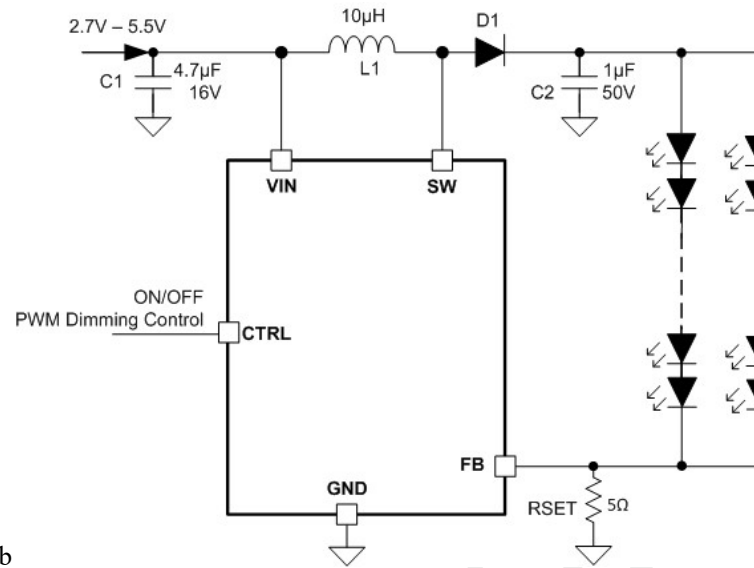 2.7V – 5.5V
10µH
D1
C1
4.7µF
16V
L1
C2
1µF
50V
VIN
SW
ON/OFF
PWM Dimming Control
CTRL
FB
GND
RSET
5Ω
b